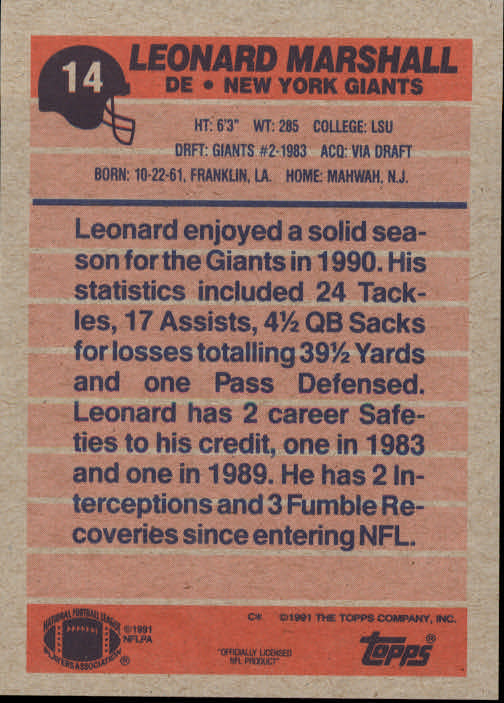 14
LEONARD MARSHALL
DE • NEW YORK GIANTS
HT: 6'3" WT: 285 COLLEGE: LSU
DRFT: GIANTS #2-1983 ACQ: VIA DRAFT
BORN: 10-22-61, FRANKLIN, LA. HOME: MAHWAH, N.J.
Leonard enjoyed a solid sea-
son for the Giants in 1990. His
statistics included 24 Tack-
les, 17 Assists, 4½ QB Sacks
for losses totalling 39½ Yards
and one Pass Defensed.
Leonard has 2 career Safe-
ties to his credit, one in 1983
and one in 1989. He has 2 In-
terceptions and 3 Fumble Re-
coveries since entering NFL.
C* ©1991 THE TOPPS COMPANY, INC.
NATIONAL FOOTBALL LEAGUE
PLAYERS ASSOCIATION ®
©1991
NFLPA
"OFFICIALLY LICENSED
NFL PRODUCT"
topps®